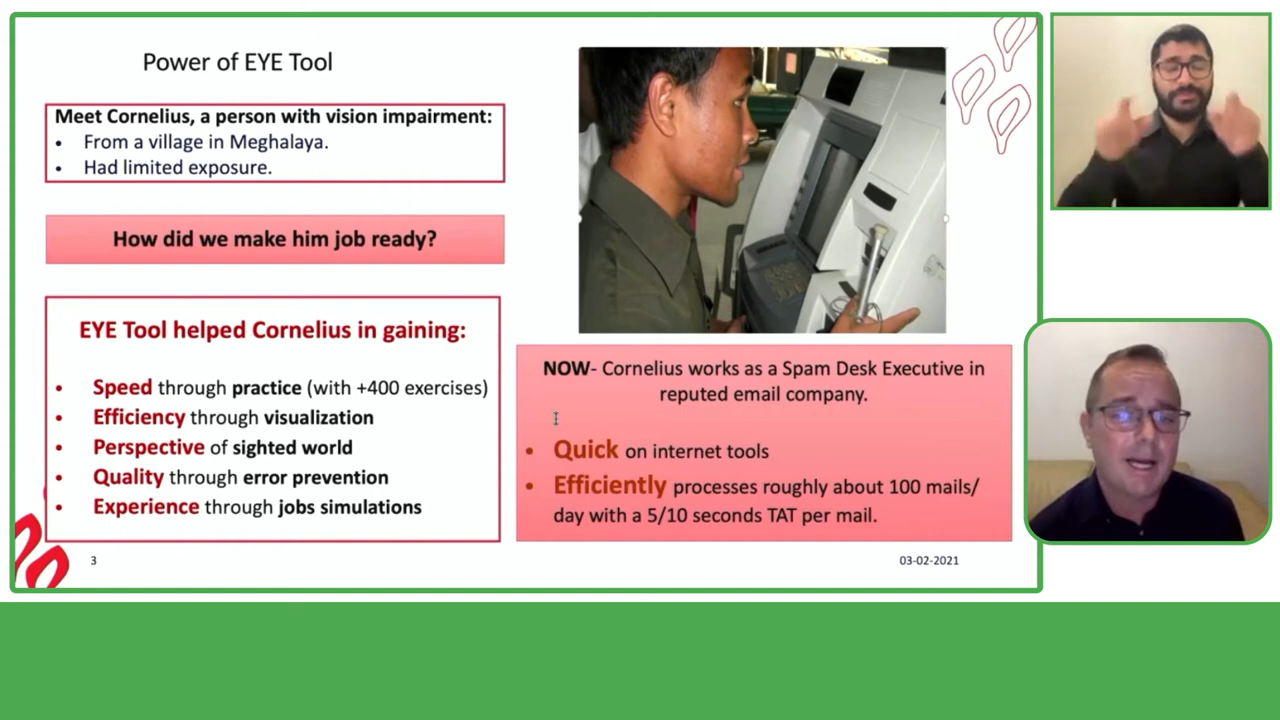 Power of EYE Tool
Meet Cornelius, a person with vision impairment:
• From a village in Meghalaya.
• Had limited exposure.
How did we make him job ready?
EYE Tool helped Cornelius in gaining:
• Speed through practice (with +400 exercises)
• Efficiency through visualization
• Perspective of sighted world
• Quality through error prevention
• Experience through jobs simulations
NOW- Cornelius works as a Spam Desk Executive in
reputed email company.
• Quick on internet tools
• Efficiently processes roughly about 100 mails/
day with a 5/10 seconds TAT per mail.
3
03-02-2021